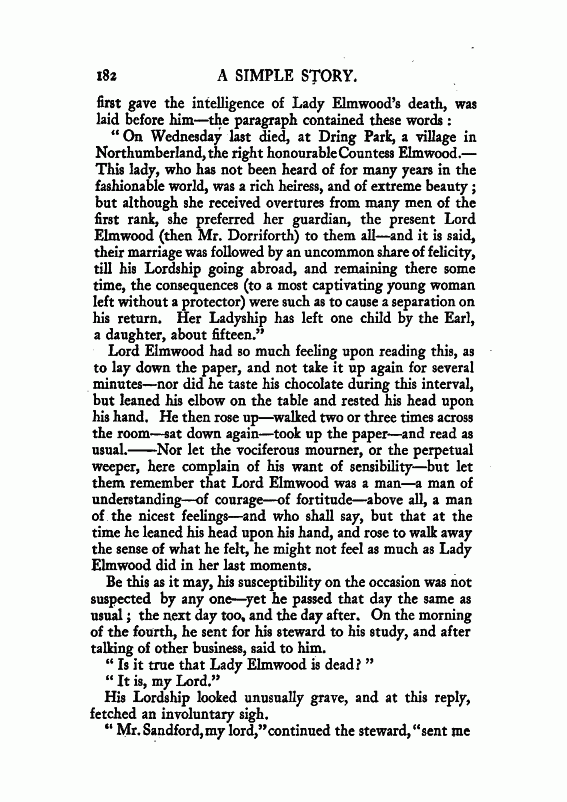 182 A SIMPLE STORY.
first gave the intelligence of Lady Elmwood's death, was
laid before him—the paragraph contained these words :
"On Wednesday last died, at Dring Park, a village in
Northumberland, the right honourable Countess Elmwood.—
This lady, who has not been heard of for many years in the
fashionable world, was a rich heiress, and of extreme beauty ;
but although she received overtures from many men of the
first rank, she preferred her guardian, the present Lord
Elmwood (then Mr. Dorriforth) to them all—and it is said,
their marriage was followed by an uncommon share of felicity,
till his Lordship going abroad, and remaining there some
time, the consequences (to a most captivating young woman
left without a protector) were such as to cause a separation on
his return. Her Ladyship has left one child by the Earl,
a daughter, about fifteen."
Lord Elmwood had so much feeling upon reading this, as
to lay down the paper, and not take it up again for several
minutes—nor did he taste his chocolate during this interval,
but leaned his elbow on the table and rested his head upon
his hand. He then rose up—walked two or three times across
the room—sat down again—took up the paper—and read as
usual.——Nor let the vociferous mourner, or the perpetual
weeper, here complain of his want of sensibility—but let
them remember that Lord Elmwood was a man—a man of
understanding—of courage—of fortitude—above all, a man
of the nicest feelings—and who shall say, but that at the
time he leaned his head upon his hand, and rose to walk away
the sense of what he felt, he might not feel as much as Lady
Elmwood did in her last moments.
Be this as it may, his susceptibility on the occasion was not
suspected by any one—yet he passed that day the same as
usual ; the next day too, and the day after. On the morning
of the fourth, he sent for his steward to his study, and after
talking of other business, said to him.
"Is it true that Lady Elmwood is dead? "
"It is, my Lord."
His Lordship looked unusually grave, and at this reply,
fetched an involuntary sigh.
"Mr. Sandford, my lord," continued the steward, "sent me